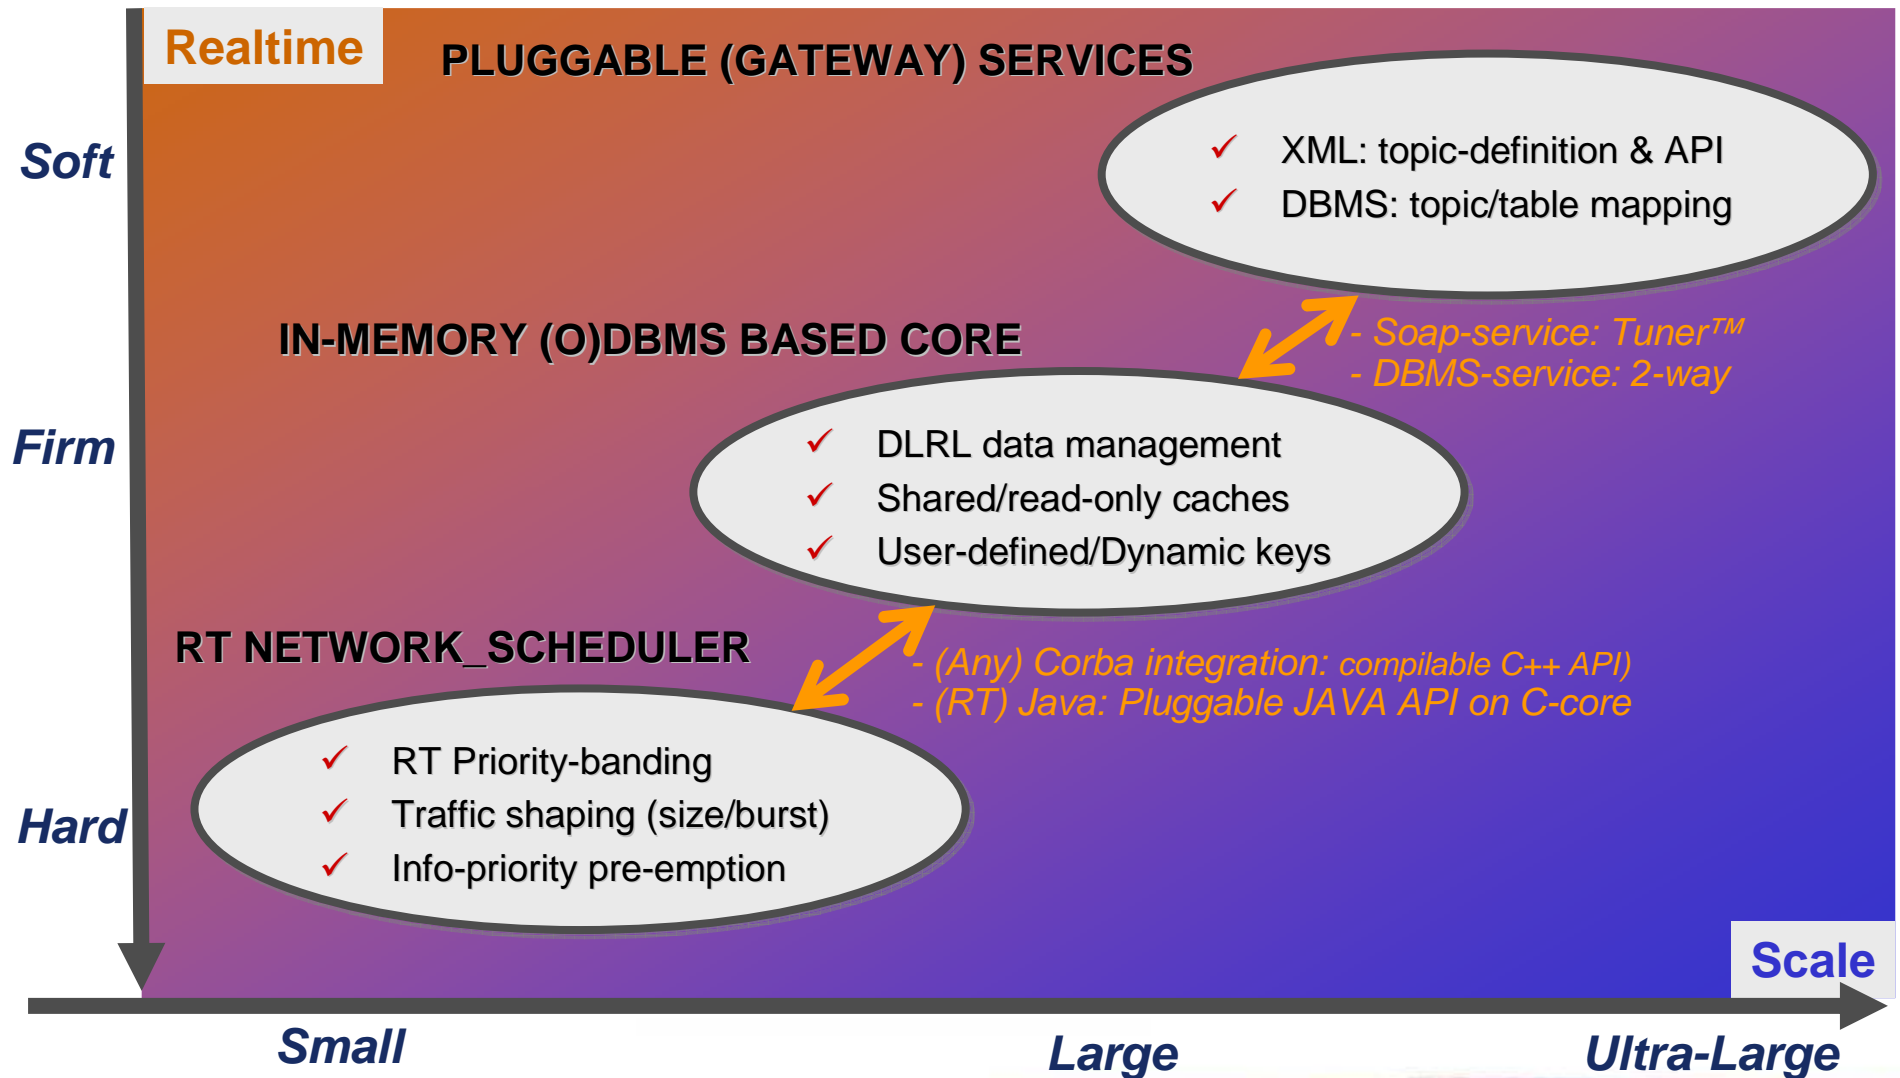 Realtime
PLUGGABLE (GATEWAY) SERVICES
Soft
XML: topic-definition & API
DBMS: topic/table mapping
- Soap-service: Tuner™
- DBMS-service: 2-way
IN-MEMORY (O)DBMS BASED CORE
Firm
DLRL data management
Shared/read-only caches
User-defined/Dynamic keys
- (Any) Corba integration: compilable C++ API)
- (RT) Java: Pluggable JAVA API on C-core
RT NETWORK_SCHEDULER
Hard
RT Priority-banding
Traffic shaping (size/burst)
Info-priority pre-emption
Scale
Small
Large
Ultra-Large